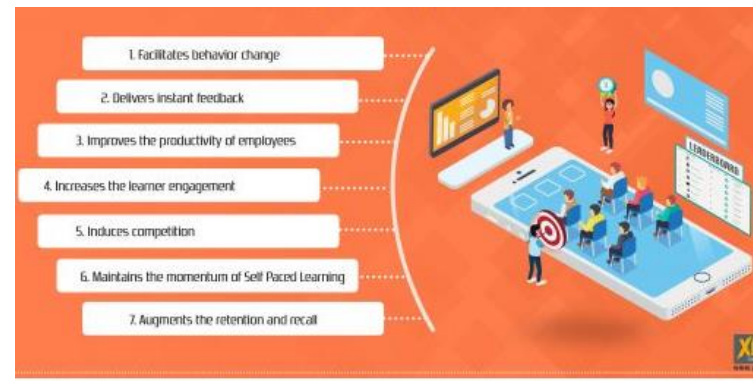 1. Facilitates behavior change
2. Delivers instant feedback
3. Improves the productivity of employees
4. Increases the learner engagement
5. Induces competition
6. Maintains the momentum of Self Paced Learning
7. Augments the retention and recall
LEADERBOARD